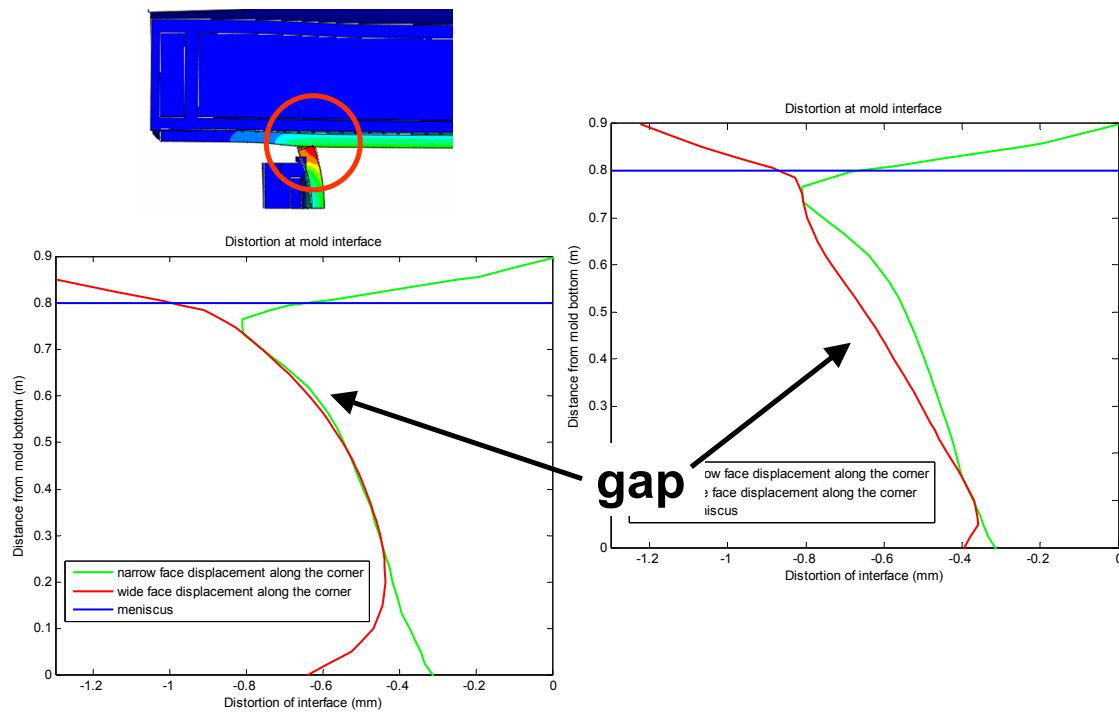 Distortion at mold interface
0.9
0.8
0.7
0.6
0.5
0.4
0.3
0.2
0.1
0
Distance from mold bottom (m)
narrow face displacement along the corner
wide face displacement along the corner
meniscus
-1.2 -1 -0.8 -0.6 -0.4 -0.2 0
Distortion of interface (mm)
gap
Distortion at mold interface
0.9
0.8
0.7
0.6
0.5
0.4
0.3
0
Distance from mold bottom (m)
ow face displacement along the corner
e face displacement along the corner
niscus
-1.2 -1 -0.8 -0.6 -0.4 -0.2 0
Distortion of interface (mm)